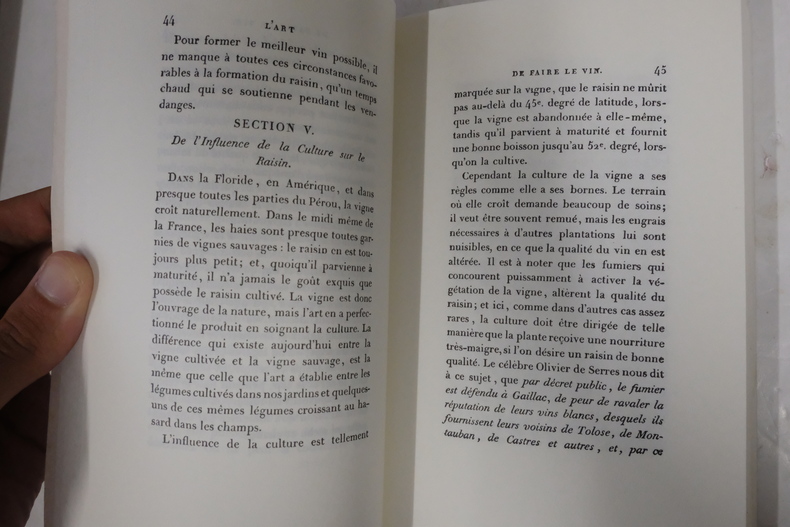 44
L'ART
Pour former le meilleur vin possible, il
ne manque à toutes ces circonstances favo-
rables à la formation du raisin, qu'un temps
chaud qui se soutienne pendant les ven-
danges.
SECTION V.
De l'Influence de la Culture sur le
Raisin.
DANS la Floride, en Amérique, et dans
presque toutes les parties du Pérou, la vigne
croît naturellement. Dans le midi même de
la France, les haies sont presque toutes gar-
nies de vignes sauvages : le raisin en est tou-
jours plus petit; et, quoiqu'il parvienne à
maturité, il n'a jamais le goût exquis que
possède le raisin cultivé. La vigne est donc
l'ouvrage de la nature, mais l'art en a perfec-
tionné le produit en soignant la culture. La
différence qui existe aujourd'hui entre la
vigne cultivée et la vigne sauvage, est la
même que celle que l'art a établie entre les
légumes cultivés dans nos jardins et quelques-
uns de ces mêmes légumes croissant au ha-
sard dans les champs.
L'influence de la culture est tellement
DE FAIRE LE VIN.
45
marquée sur la vigne, que le raisin ne mûrit
pas au-delà du 45e. degré de latitude, lors-
que la vigne est abandonuée à elle-même,
tandis qu'il parvient à maturité et fournit
une bonne boisson jusqu'au 52e. degré, lors-
qu'on la cultive.
Cependant la culture de la vigne a ses
règles comme elle a ses bornes. Le terrain
où elle croît demande beaucoup de soins;
il veut être souvent remué, mais les engrais
nécessaires à d'autres plantations lui sont
nuisibles, en ce que la qualité du vin en est
altérée. Il est à noter que les fumiers qui
concourent puissamment à activer la vé-
gétation de la vigne, altèrent la qualité du
raisin; et ici, comme dans d'autres cas assez
rares, la culture doit être dirigée de telle
manière que la plante reçoive une nourriture
très-maigre, si l'on désire un raisin de bonne
qualité. Le célèbre Olivier de Serres nous dit
à ce sujet, que par décret public, le fumier
est défendu à Gaillac, de peur de ravaler la
réputation de leurs vins blancs, desquels ils
fournissent leurs voisins de Tolose, de Mon-
tauban, de Castres et autres, et, par ce